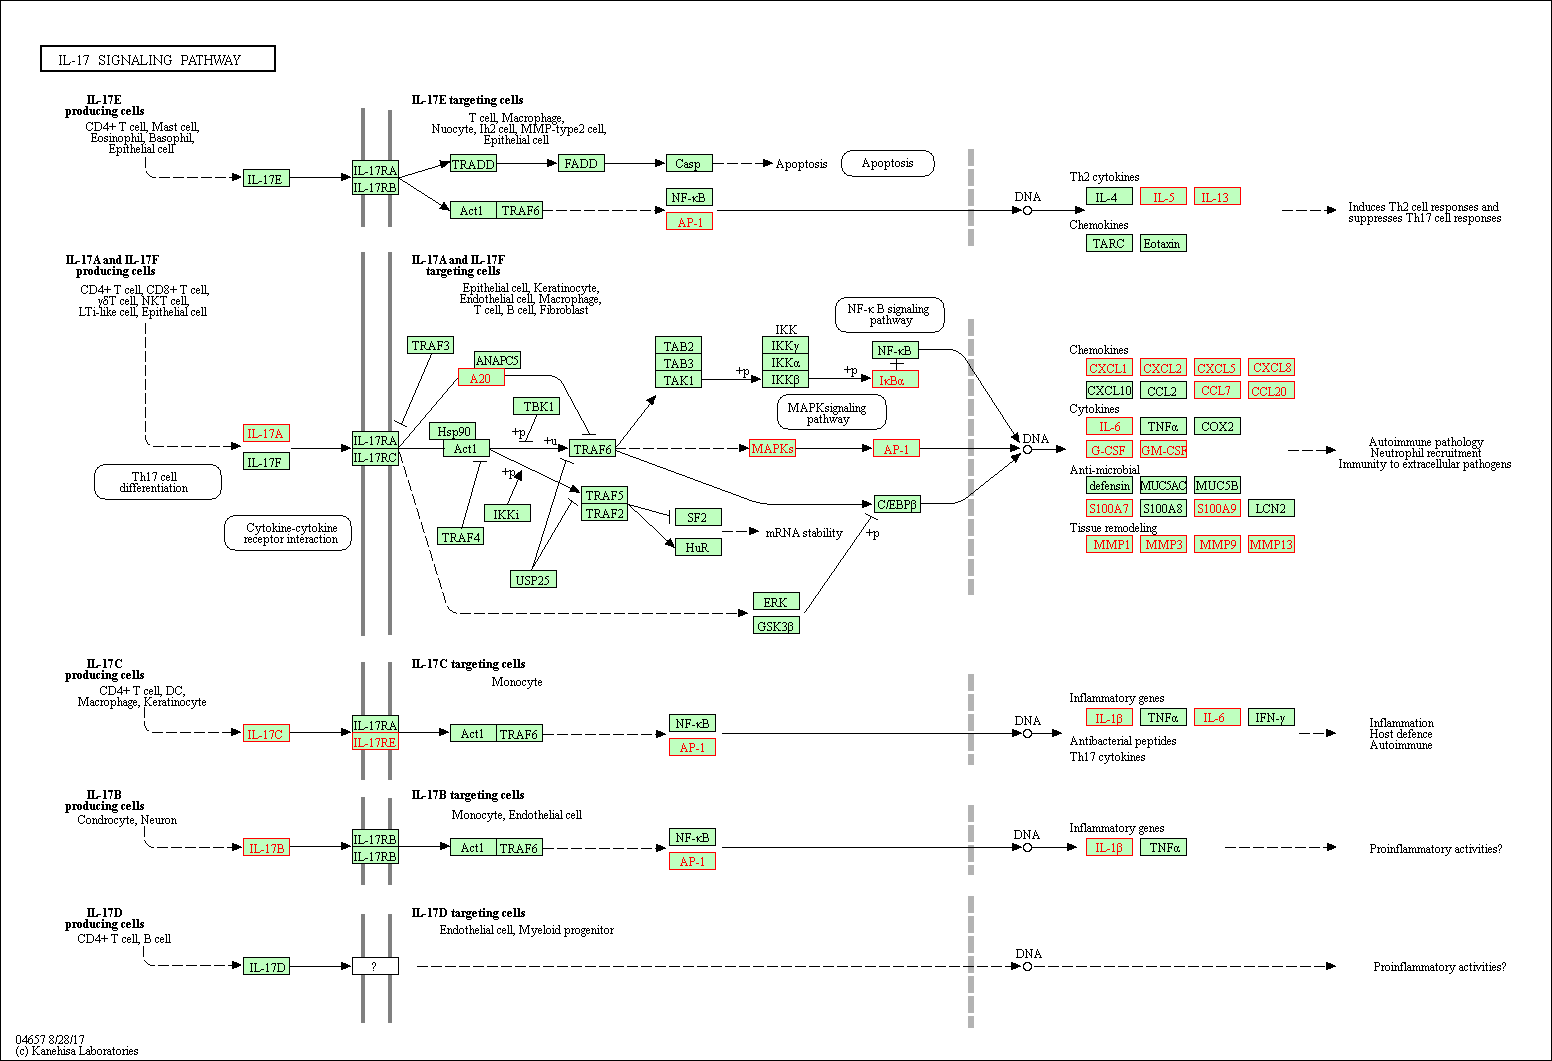 IL-17 SIGNALING PATHWAY
IL-17E
producing cells
CD4+ T cell, Mast cell,
Eosinophil, Basophil,
Epithelial cell
IL-17E
IL-17RA
IL-17RB
IL-17E targeting cells
T cell, Macrophage,
Nuocyte, Ih2 cell, MMP-type2 cell,
Epithelial cell
TRADD
FADD
Casp
Apoptosis
Apoptosis
Act1
TRAF6
NF-κB
AP-1
DNA
Th2 cytokines
IL-4
IL-5
IL-13
Chemokines
TARC
Eotaxin
Induces Th2 cell responses and
suppresses Th17 cell responses
IL-17A and IL-17F
producing cells
CD4+ T cell, CD8+ T cell,
γδT cell, NKT cell,
LTi-like cell, Epithelial cell
IL-17A
IL-17F
Th17 cell
differentiation
Cytokine-cytokine
receptor interaction
IL-17RA
IL-17RC
IL-17A and IL-17F
targeting cells
Epithelial cell, Keratinocyte,
Endothelial cell, Macrophage,
T cell, B cell, Fibroblast
TRAF3
ANAPC5
A20
TBK1
Hsp90
Act1
+p
+u
TRAF6
+p
IKKi
TRAF4
USP25
TRAF5
TRAF2
SF2
HuR
mRNA stability
TAB2
TAB3
TAK1
+p
IKK
IKKγ
IKKα
IKKβ
+p
NF-κB
IκBα
NF-κ B signaling
pathway
MAPKsignaling
pathway
MAPKs
AP-1
C/EBPβ
+p
ERK
GSK3β
DNA
Chemokines
CXCL1
CXCL2
CXCL5
CXCL8
CXCL10
CCL2
CCL7
CCL20
Cytokines
IL-6
TNFα
COX2
G-CSF
GM-CSF
Anti-microbial
defensin
MUC5AC
MUC5B
S100A7
S100A8
S100A9
LCN2
Tissue remodeling
MMP1
MMP3
MMP9
MMP13
Autoimmune pathology
Neutrophil recruitment
Immunity to extracellular pathogens
IL-17C
producing cells
CD4+ T cell, DC,
Macrophage, Keratinocyte
IL-17C
IL-17RA
IL-17RE
IL-17C targeting cells
Monocyte
Act1
TRAF6
NF-κB
AP-1
DNA
Inflammatory genes
IL-1β
TNFα
IL-6
IFN-γ
Antibacterial peptides
Th17 cytokines
Inflammation
Host defence
Autoimmune
IL-17B
producing cells
Condrocyte, Neuron
IL-17B
IL-17RB
IL-17RB
IL-17B targeting cells
Monocyte, Endothelial cell
Act1
TRAF6
NF-κB
AP-1
DNA
Inflammatory genes
IL-1β
TNFα
Proinflammatory activities?
IL-17D
producing cells
CD4+ T cell, B cell
IL-17D
?
IL-17D targeting cells
Endothelial cell, Myeloid progenitor
DNA
Proinflammatory activities?
04657 8/28/17
(c) Kanehisa Laboratories